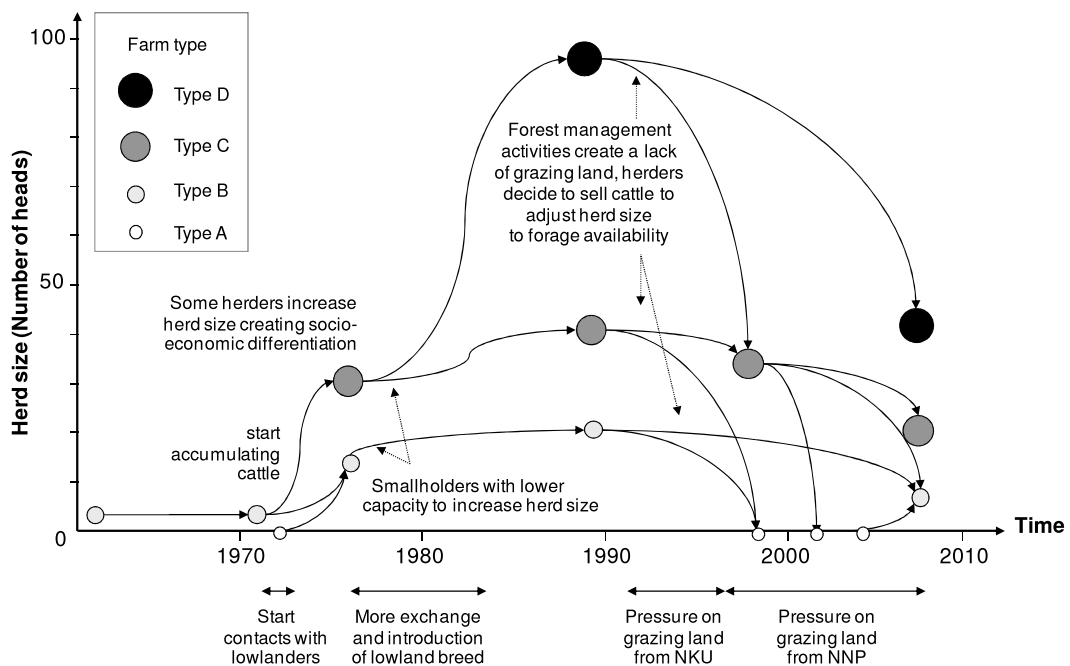 100
50
0
Herd size (Number of heads)
Farm type
Type D
Type C
Type B
Type A
Forest management
activities create a lack
of grazing land, herders
decide to sell cattle to
adjust herd size
to forage availability
Some herders increase
herd size creating socio-
economic differentiation
start
accumulating
cattle
Smallholders with lower
capacity to increase herd size
Time
1970
1980
1990
2000
2010
Start
contacts with
lowlanders
More exchange
and introduction
of lowland breed
Pressure on
grazing land
from NKU
Pressure on
grazing land
from NNP